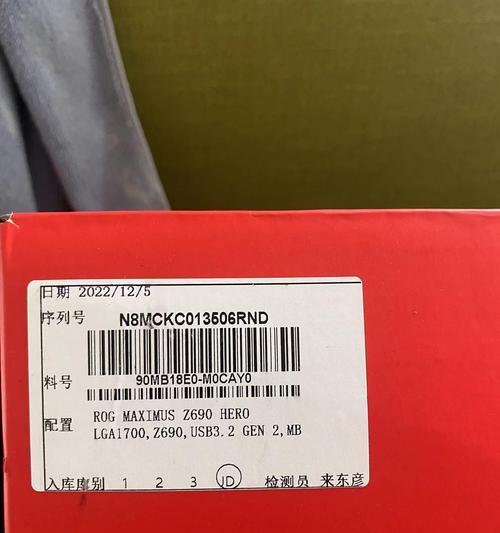 日期 2022/12/5
序列号 N8MCKC013506RND
料号 90MB18E0-M0CAY0
配置 ROG MAXIMUS Z690 HERO
LGA1700,Z690,USB3.2 GEN 2,MB
入库库别 1 2 3 JD 检测员 来东彦